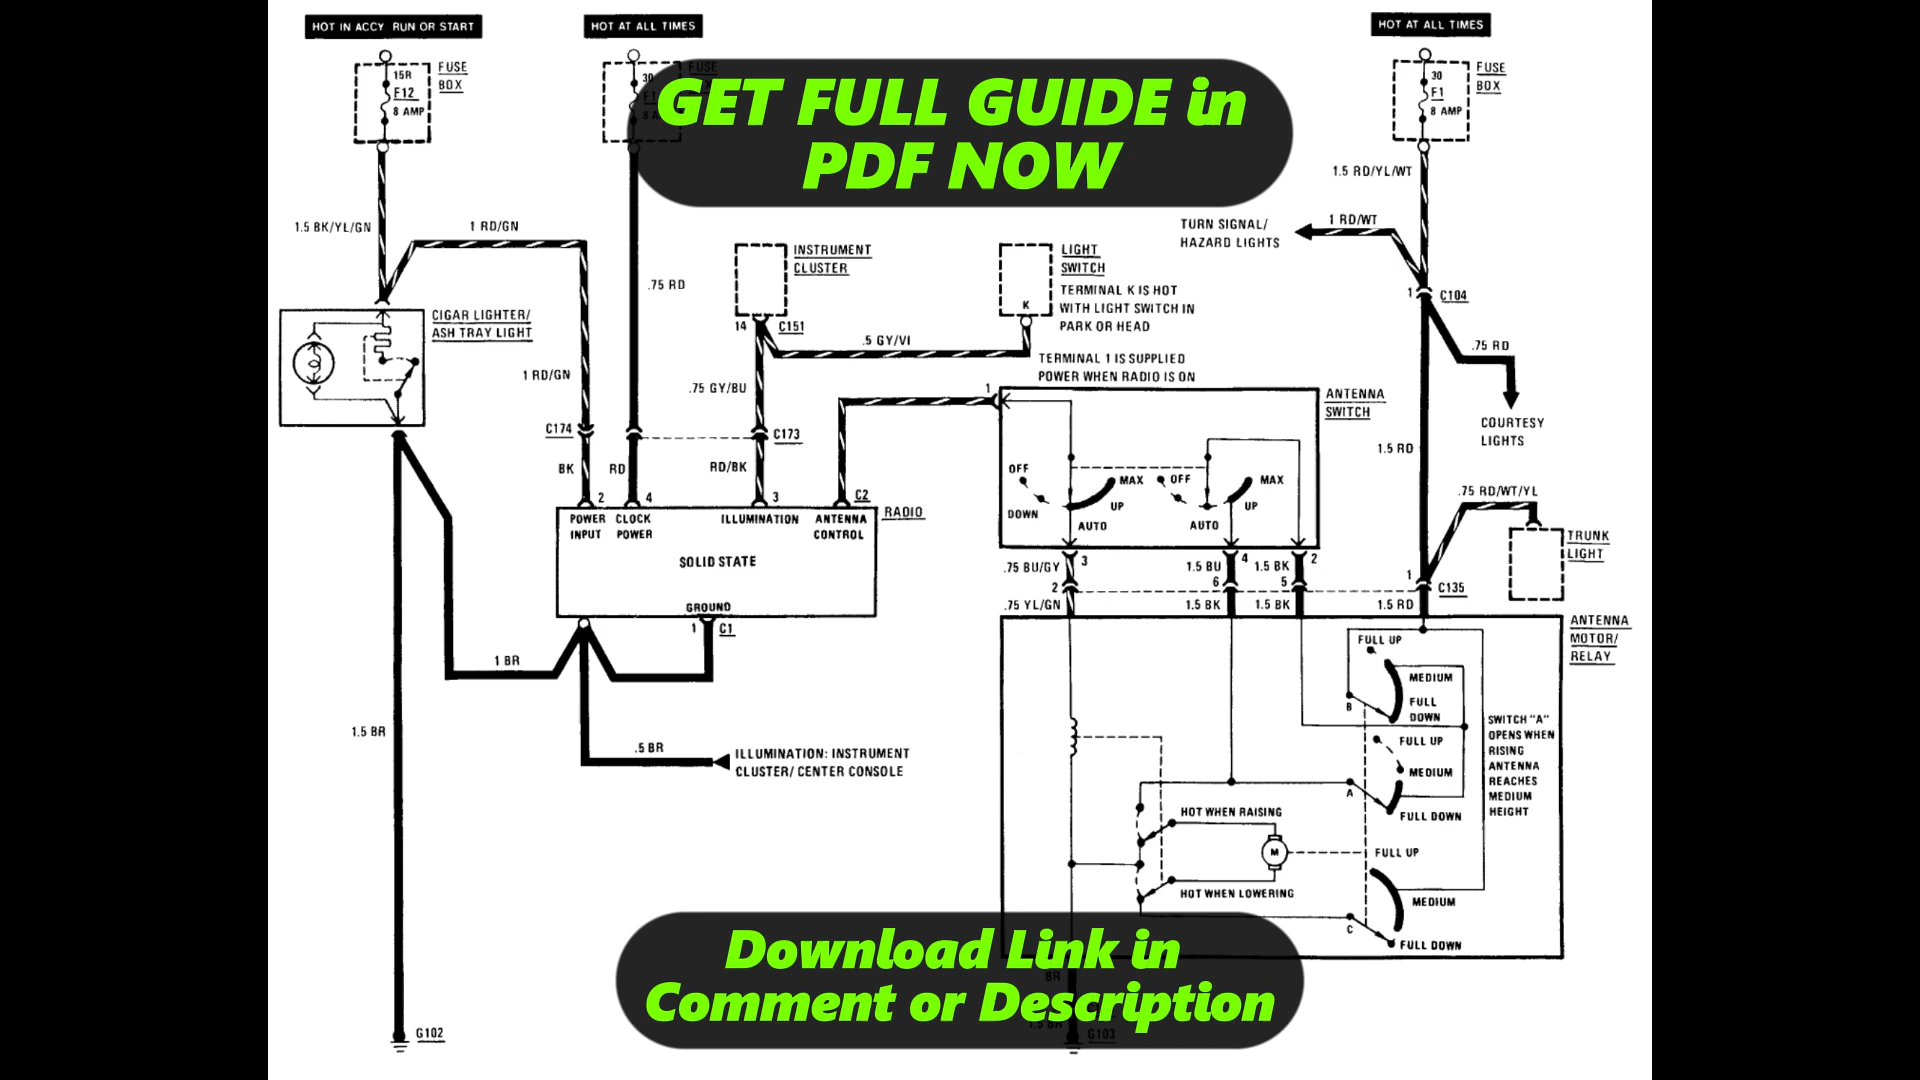 HOT IN ACCY RUN OR START
HOT AT ALL TIMES
HOT AT ALL TIMES
15R
F12
8 AMP
FUSE
BOX
30
FUSE
30
F1
8 AMP
FUSE
BOX
GET FULL GUIDE in
PDF NOW
1.5 BK/YL/GN
1 RD/GN
.75 RD
INSTRUMENT
CLUSTER
14
C151
LIGHT
SWITCH
K
TERMINAL K IS HOT
WITH LIGHT SWITCH IN
PARK OR HEAD
.5 GY/VI
TURN SIGNAL/
HAZARD LIGHTS
1 RD/WT
1.5 RD/YL/WT
1
C104
.75 RD
COURTESY
LIGHTS
CIGAR LIGHTER/
ASH TRAY LIGHT
1 RD/GN
.75 GY/BU
C174
C173
BK
RD
RD/BK
2
4
3
C2
RADIO
POWER
INPUT
CLOCK
POWER
ILLUMINATION
ANTENNA
CONTROL
SOLID STATE
GROUND
1
C1
TERMINAL 1 IS SUPPLIED
POWER WHEN RADIO IS ON
1
ANTENNA
SWITCH
OFF
DOWN
AUTO
UP
MAX
OFF
AUTO
UP
MAX
1.5 RD
.75 RD/WT/YL
TRUNK
LIGHT
.75 BU/GY
3
1.5 BU
4
1.5 BK
2
2
6
5
1
C135
.75 YL/GN
1.5 BK
1.5 BK
1.5 RD
ANTENNA
MOTOR/
RELAY
FULL UP
MEDIUM
FULL
DOWN
B
FULL UP
MEDIUM
A
FULL DOWN
SWITCH "A"
OPENS WHEN
RISING
ANTENNA
REACHES
MEDIUM
HEIGHT
HOT WHEN RAISING
M
HOT WHEN LOWERING
FULL UP
MEDIUM
C
FULL DOWN
1 BR
1.5 BR
.5 BR
ILLUMINATION: INSTRUMENT
CLUSTER/ CENTER CONSOLE
Download Link in
Comment or Description
BR
1.5 BR
G102
G103